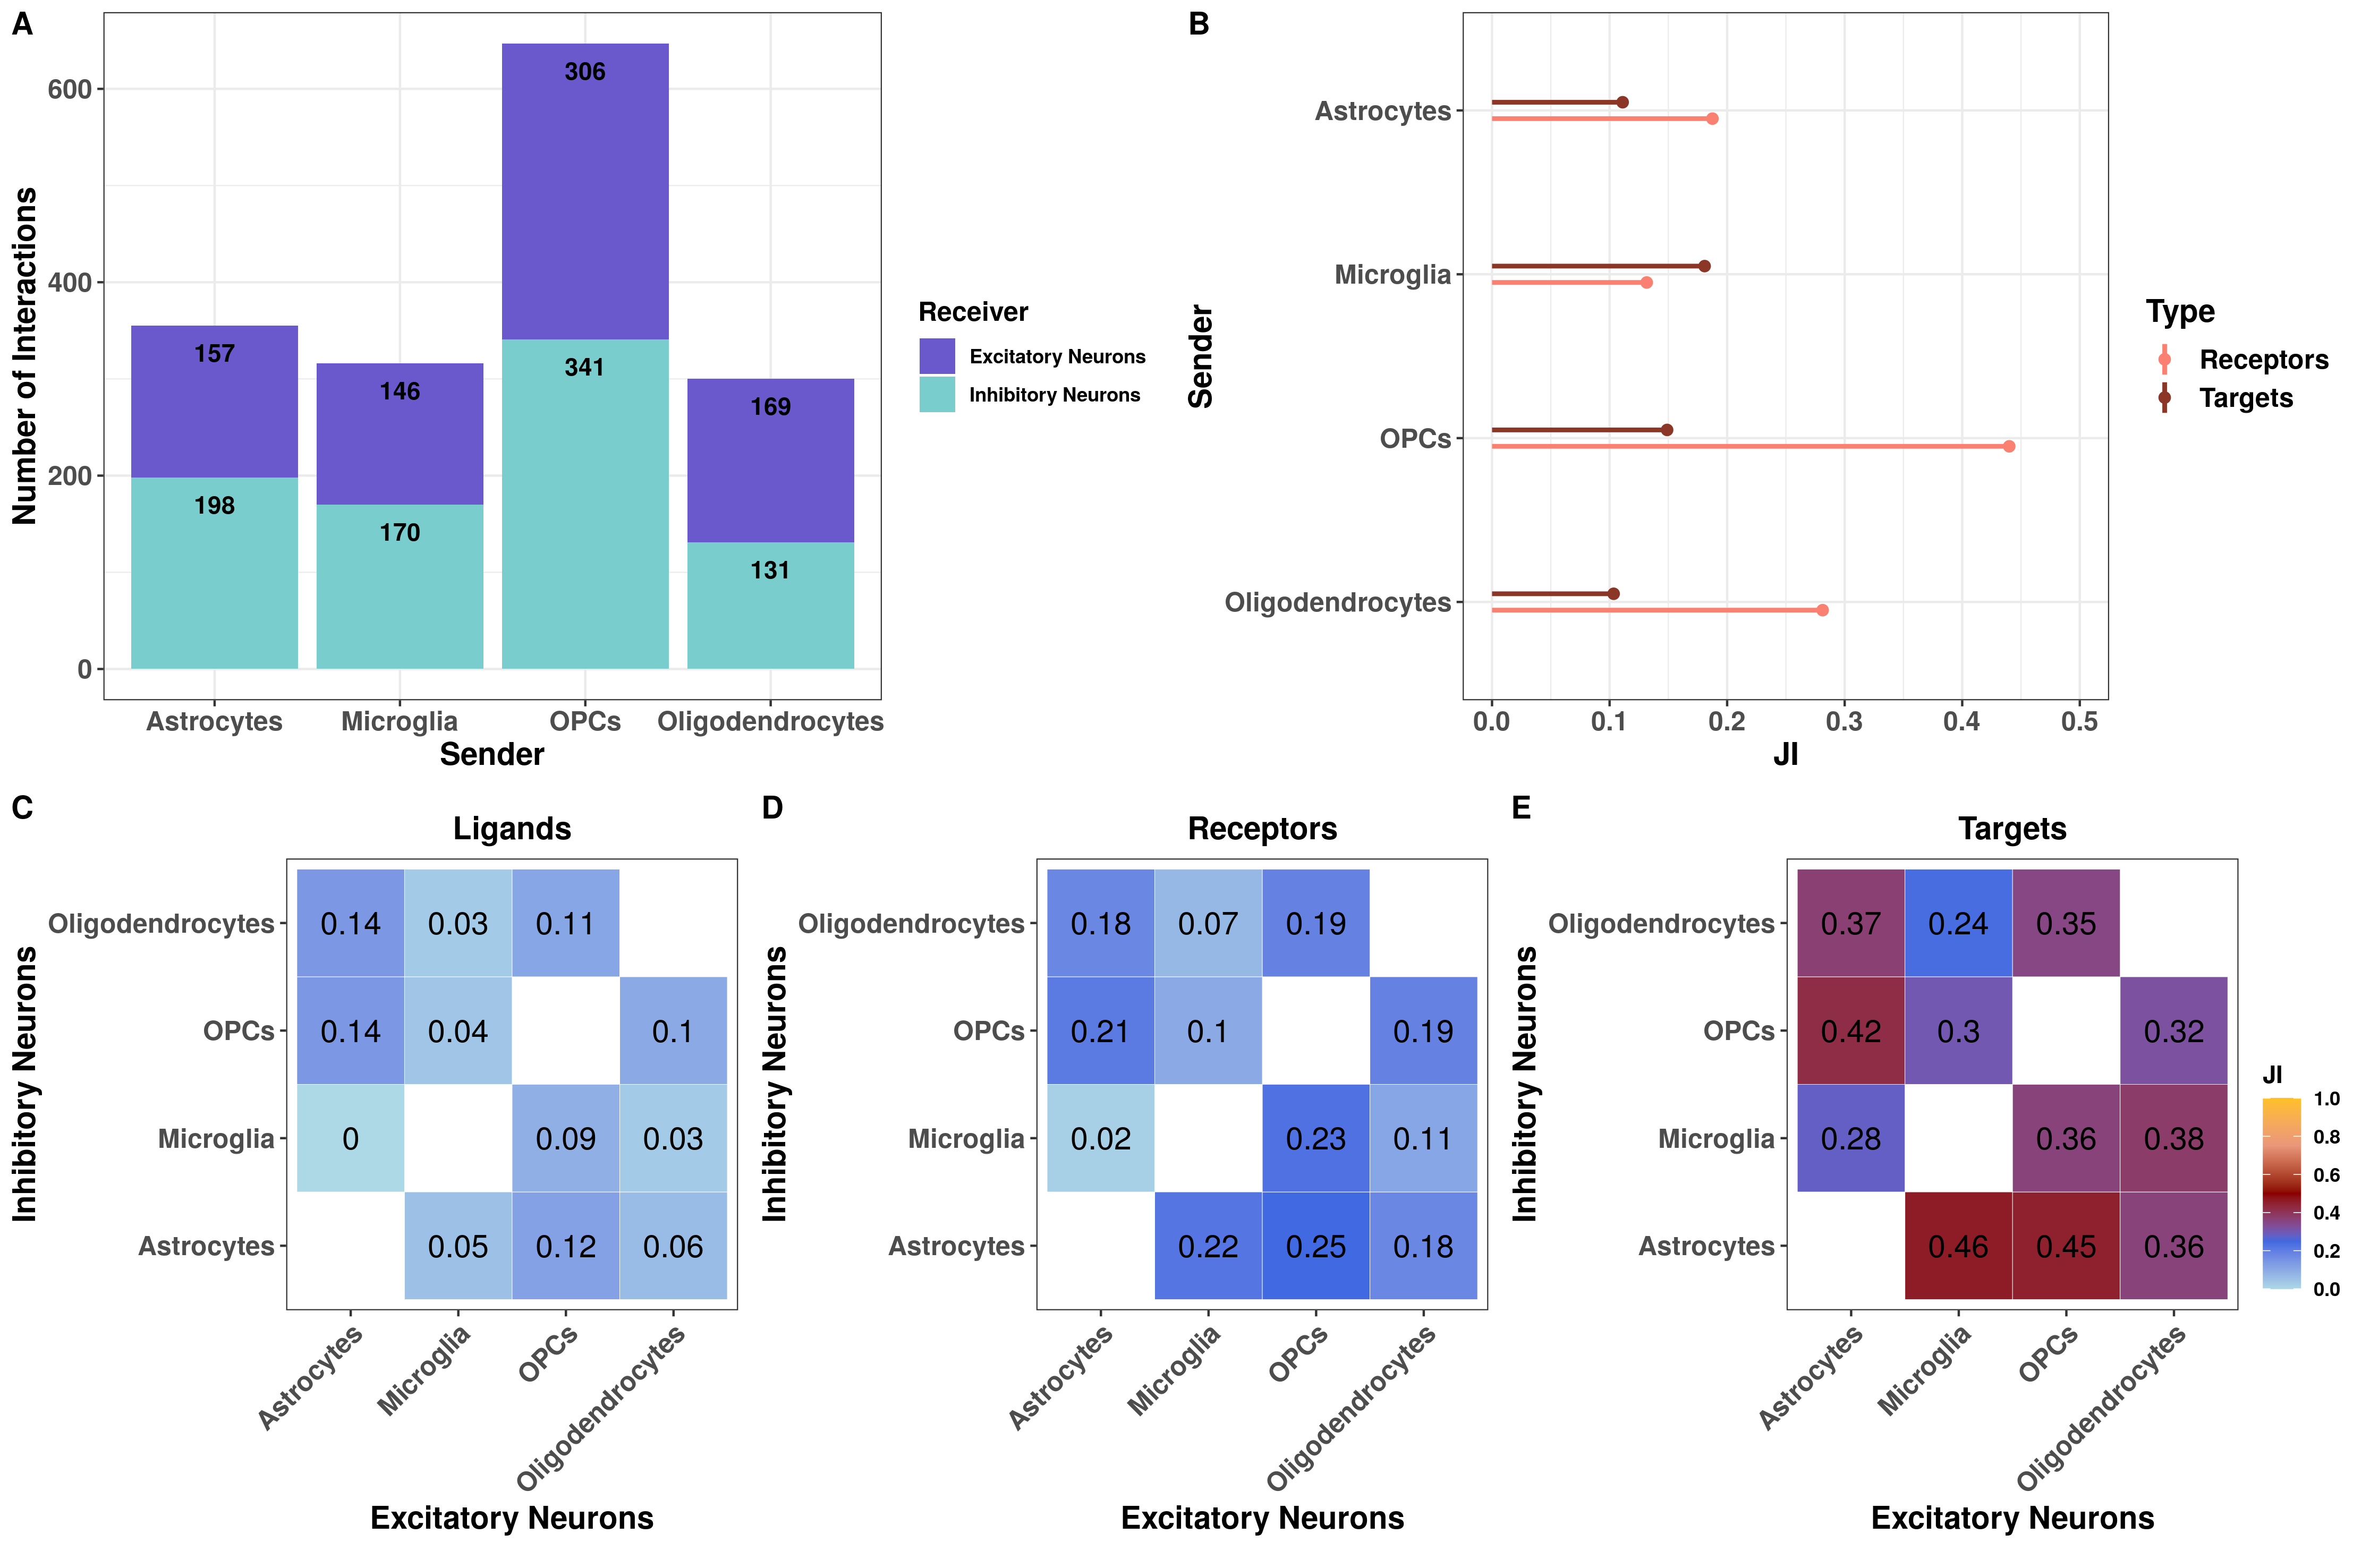 A
Number of Interactions
600
400
200
0
306
157
146
341
169
198
170
131
Astrocytes Microglia OPCs Oligodendrocytes
Sender
Receiver
Excitatory Neurons
Inhibitory Neurons
B
Sender
Astrocytes
Microglia
OPCs
Oligodendrocytes
0.0 0.1 0.2 0.3 0.4 0.5
JI
Type
Receptors
Targets
C
Ligands
Inhibitory Neurons
Oligodendrocytes 0.14 0.03 0.11
OPCs 0.14 0.04 0.1
Microglia 0 0.09 0.03
Astrocytes 0.05 0.12 0.06
Astrocytes Microglia OPCs Oligodendrocytes
Excitatory Neurons
D
Receptors
Inhibitory Neurons
Oligodendrocytes 0.18 0.07 0.19
OPCs 0.21 0.1 0.19
Microglia 0.02 0.23 0.11
Astrocytes 0.22 0.25 0.18
Astrocytes Microglia OPCs Oligodendrocytes
Excitatory Neurons
E
Targets
Inhibitory Neurons
Oligodendrocytes 0.37 0.24 0.35
OPCs 0.42 0.3 0.32
Microglia 0.28 0.36 0.38
Astrocytes 0.46 0.45 0.36
Astrocytes Microglia OPCs Oligodendrocytes
Excitatory Neurons
JI
1.0
0.8
0.6
0.4
0.2
0.0